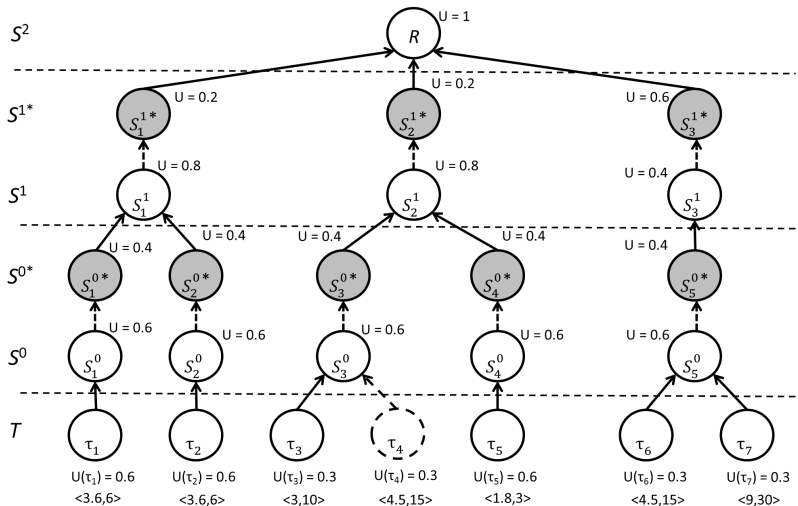 S² R U = 1
S¹* S₁¹* U = 0.2 S₂¹* U = 0.2 S₃¹* U = 0.6
S¹ S₁¹ U = 0.8 S₂¹ U = 0.8 S₃¹ U = 0.4
U = 0.4 U = 0.4 U = 0.4 U = 0.4 U = 0.4
S⁰* S₁⁰* S₂⁰* S₃⁰* S₄⁰* S₅⁰*
U = 0.6 U = 0.6 U = 0.6 U = 0.6 U = 0.6
S⁰ S₁⁰ S₂⁰ S₃⁰ S₄⁰ S₅⁰
T τ₁ τ₂ τ₃ τ₄ τ₅ τ₆ τ₇
U(τ₁) = 0.6 U(τ₂) = 0.6 U(τ₃) = 0.3 U(τ₄) = 0.3 U(τ₅) = 0.6 U(τ₆) = 0.3 U(τ₇) = 0.3
<3.6,6> <3.6,6> <3,10> <4.5,15> <1.8,3> <4.5,15> <9,30>